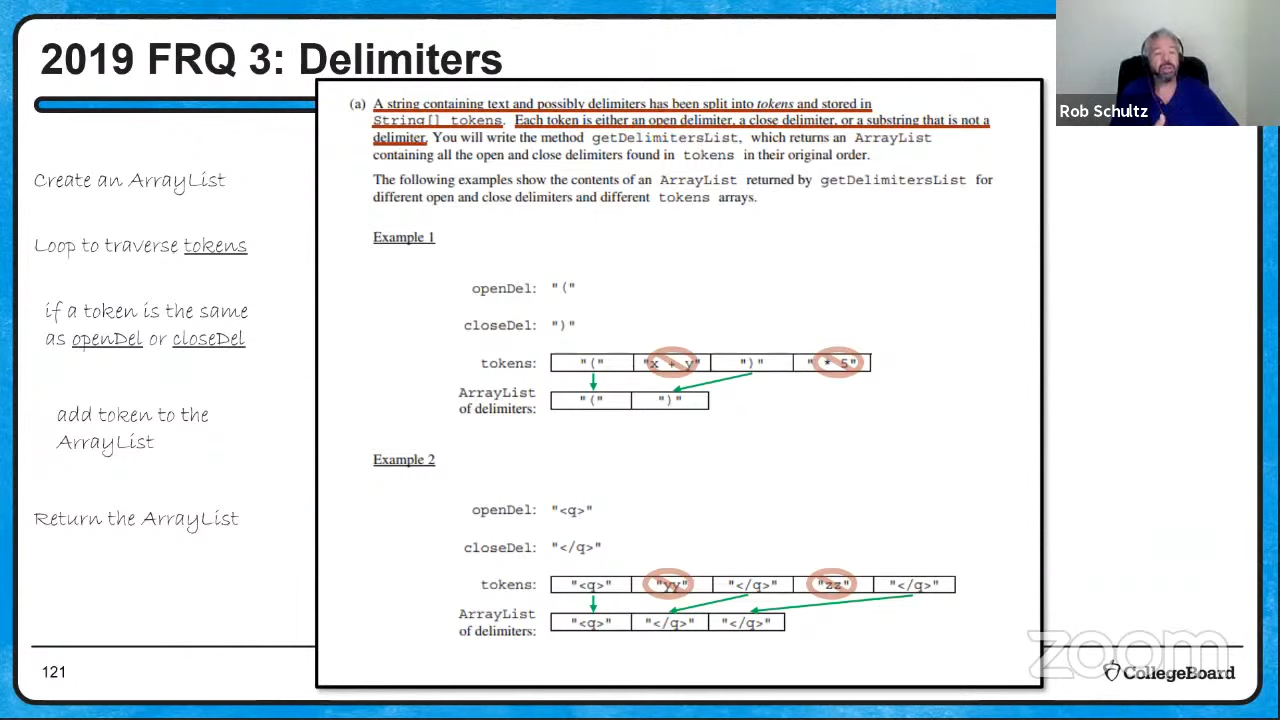 2019 FRQ 3: Delimiters
Rob Schultz
Create an ArrayList
Loop to traverse tokens
if a token is the same
as openDel or closeDel
add token to the
ArrayList
Return the ArrayList
(a) A string containing text and possibly delimiters has been split into tokens and stored in
String[] tokens. Each token is either an open delimiter, a close delimiter, or a substring that is not a
delimiter. You will write the method getDelimitersList, which returns an ArrayList
containing all the open and close delimiters found in tokens in their original order.
The following examples show the contents of an ArrayList returned by getDelimitersList for
different open and close delimiters and different tokens arrays.
Example 1
openDel: "("
closeDel: ")"
tokens: "(" "x + y" ")" " * 5"
ArrayList
of delimiters: "(" ")"
Example 2
openDel: "<q>"
closeDel: "</q>"
tokens: "<q>" "yy" "</q>" "zz" "</q>"
ArrayList
of delimiters: "<q>" "</q>" "</q>"
121
zoom
CollegeBoard